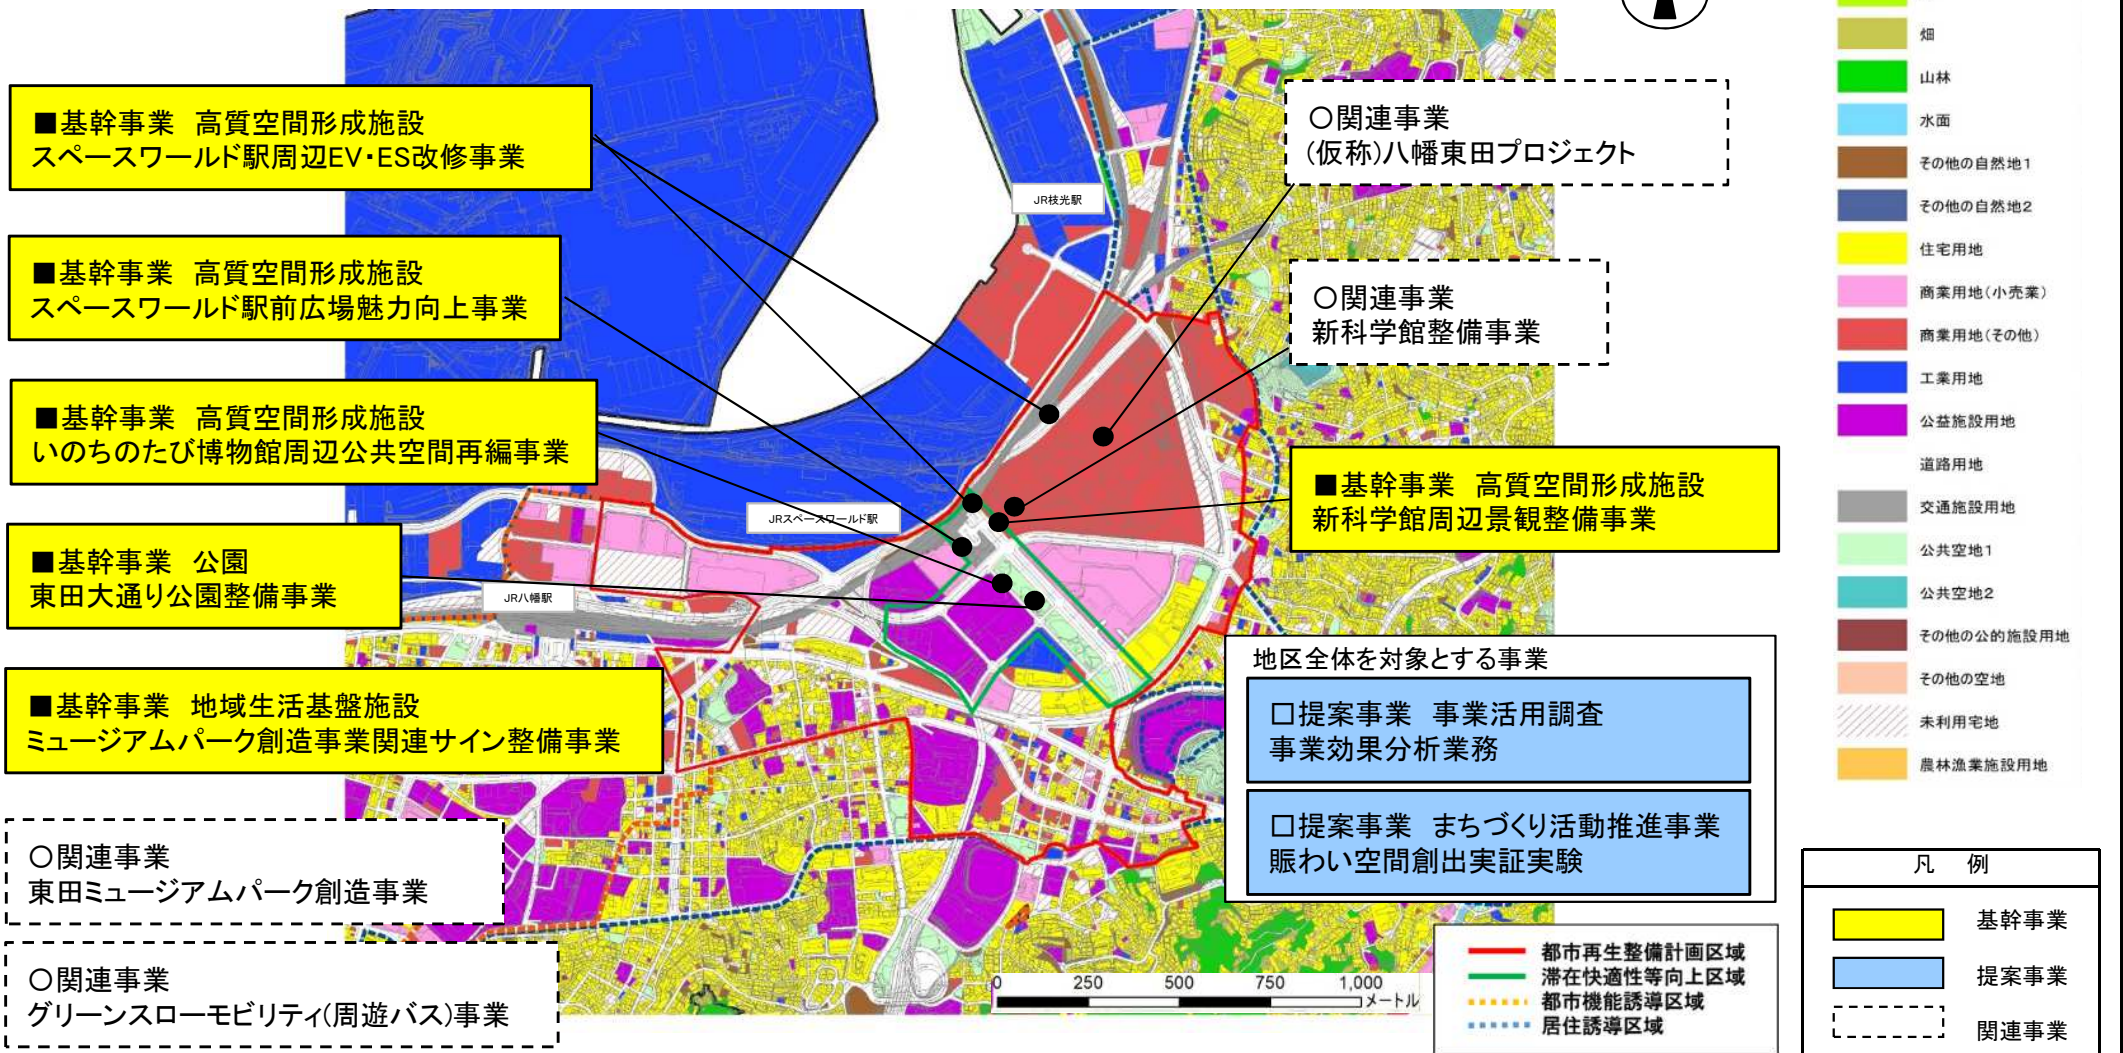 ■基幹事業 高質空間形成施設
スペースワールド駅周辺EV・ES改修事業
■基幹事業 高質空間形成施設
スペースワールド駅前広場魅力向上事業
■基幹事業 高質空間形成施設
いのちのたび博物館周辺公共空間再編事業
■基幹事業 公園
東田大通り公園整備事業
■基幹事業 地域生活基盤施設
ミュージアムパーク創造事業関連サイン整備事業
○関連事業
東田ミュージアムパーク創造事業
○関連事業
グリーンスローモビリティ(周遊バス)事業
JR枝光駅
JRスペースワールド駅
JR八幡駅
○関連事業
(仮称)八幡東田プロジェクト
○関連事業
新科学館整備事業
■基幹事業 高質空間形成施設
新科学館周辺景観整備事業
地区全体を対象とする事業
□提案事業 事業活用調査
事業効果分析業務
□提案事業 まちづくり活動推進事業
賑わい空間創出実証実験
0 250 500 750 1,000
メートル
都市再生整備計画区域
滞在快適性等向上区域
都市機能誘導区域
居住誘導区域
畑
山林
水面
その他の自然地1
その他の自然地2
住宅用地
商業用地(小売業)
商業用地(その他)
工業用地
公益施設用地
道路用地
交通施設用地
公共空地1
公共空地2
その他の公的施設用地
その他の空地
未利用宅地
農林漁業施設用地
凡 例
基幹事業
提案事業
関連事業